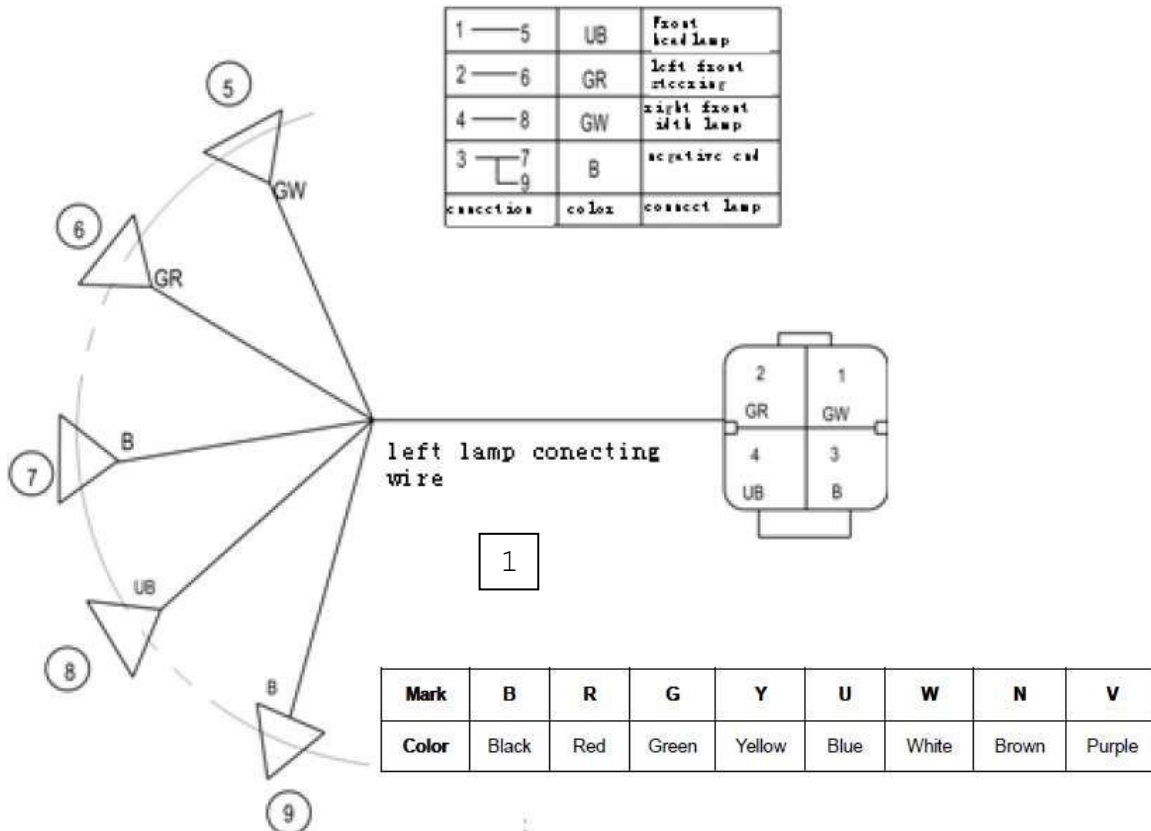 1 5 UB Front head lamp
2 6 GR left front steering
4 8 GW right front idth lamp
3 7 9 B negative end
color connect lamp
5
GW
6
GR
B
7
UB
8
B
9
left lamp conecting
wire
2 1
GR GW
4 3
UB B
1
Mark B R G Y U W N V
Color Black Red Green Yellow Blue White Brown Purple